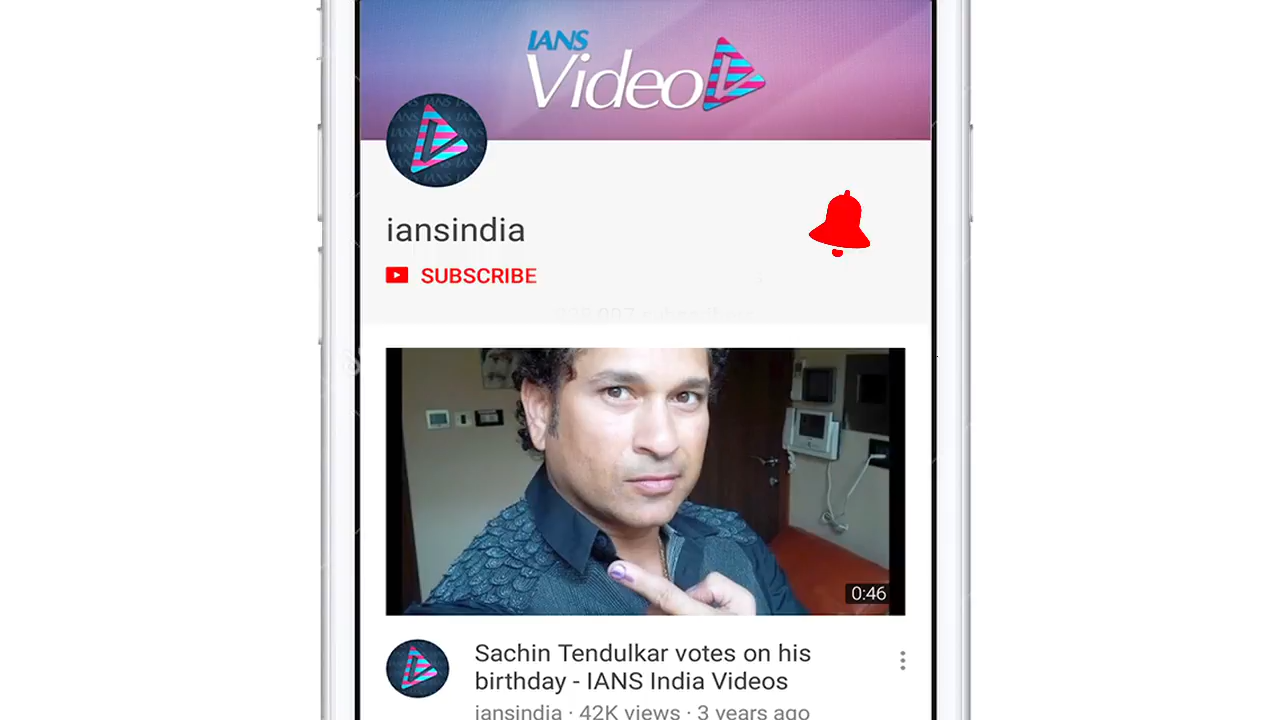 IANS
Video
iansindia
SUBSCRIBE
0:46
Sachin Tendulkar votes on his
birthday - IANS India Videos
iansindia · 42K views · 3 years ago